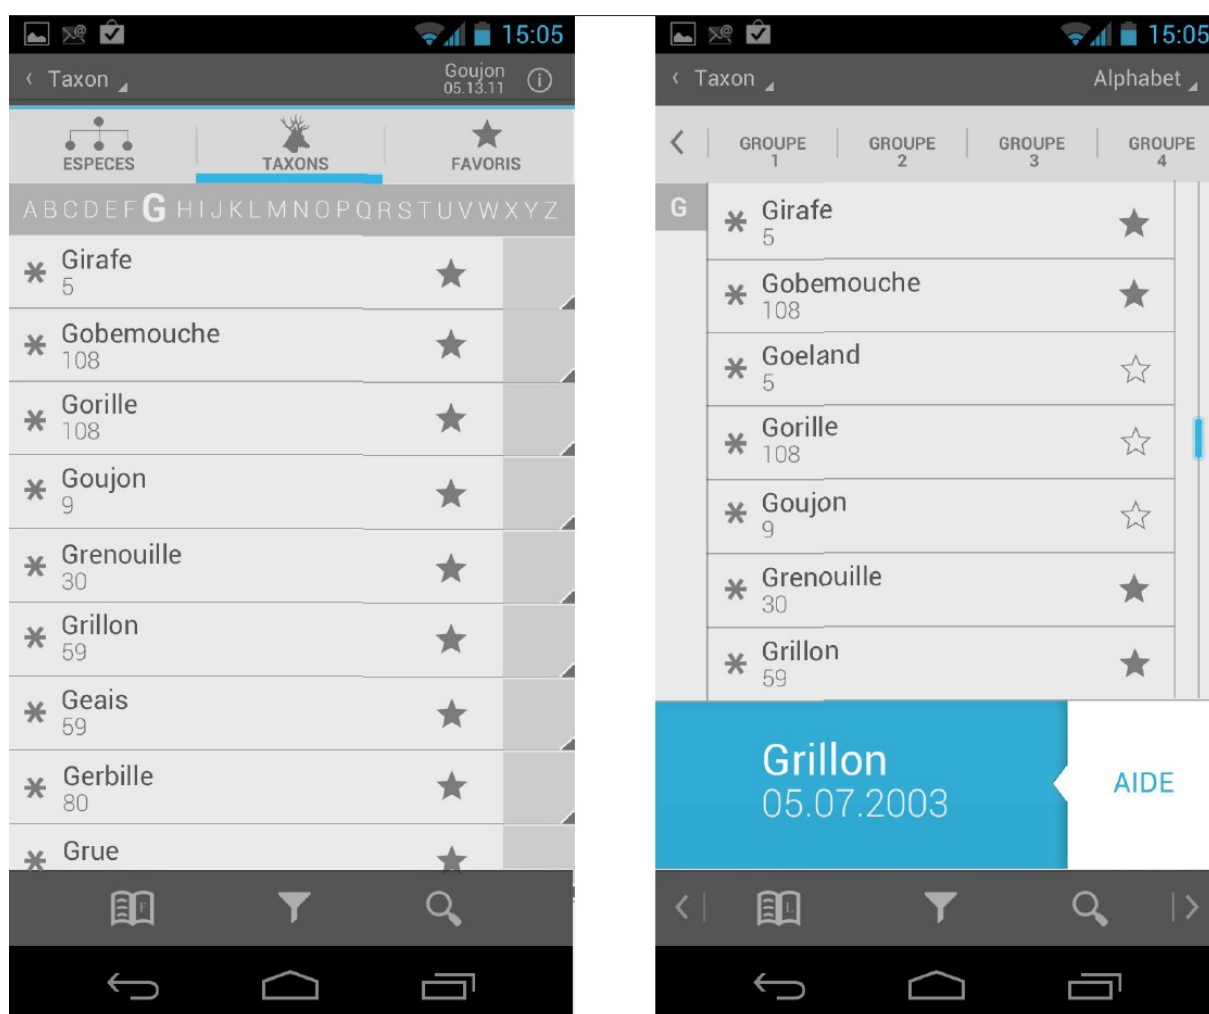 15:05
Taxon
Goujon
05.13.11
ESPECES
TAXONS
FAVORIS
A B C D E F G H I J K L M N O P Q R S T U V W X Y Z
Girafe
5
Gobemouche
108
Gorille
108
Goujon
9
Grenouille
30
Grillon
59
Geais
59
Gerbille
80
Grue
F
15:05
Taxon
Alphabet
GROUPE
1
GROUPE
2
GROUPE
3
GROUPE
4
G
Girafe
5
Gobemouche
108
Goeland
5
Gorille
108
Goujon
9
Grenouille
30
Grillon
59
Grillon
05.07.2003
AIDE
L